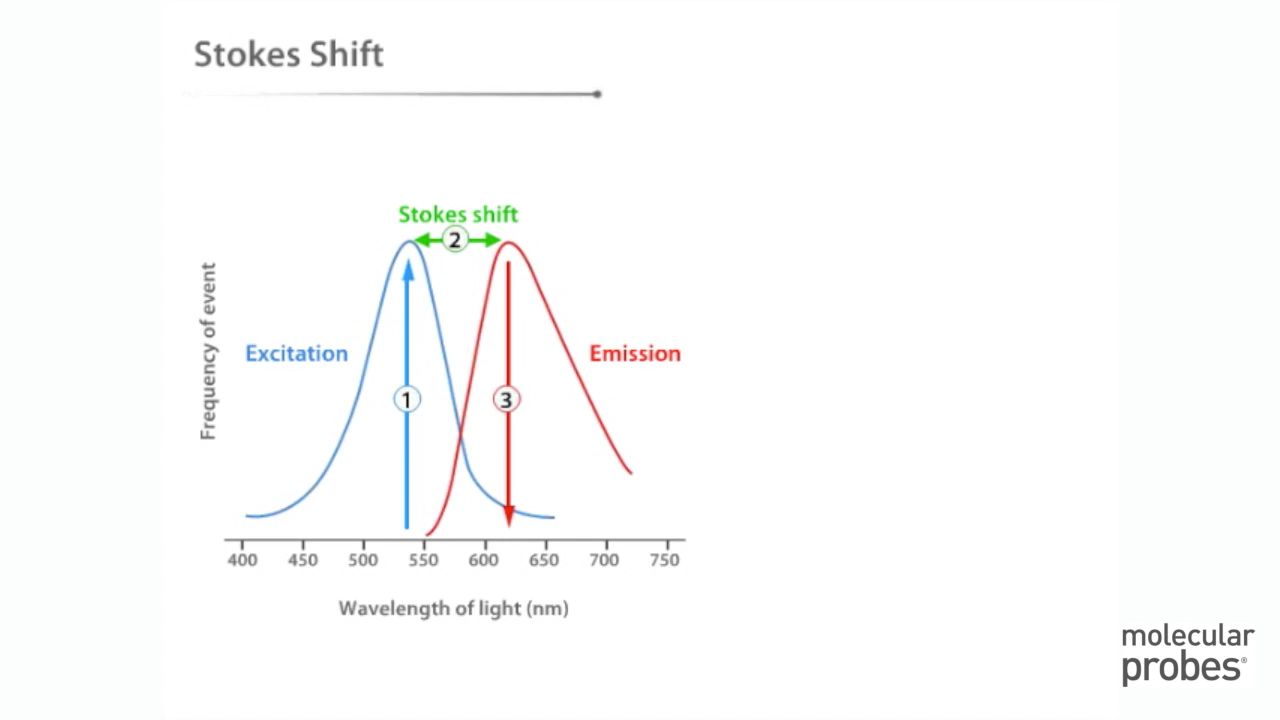 Stokes Shift
Stokes shift
2
Frequency of event
Excitation
Emission
1
3
400 450 500 550 600 650 700 750
Wavelength of light (nm)
molecular
probes®